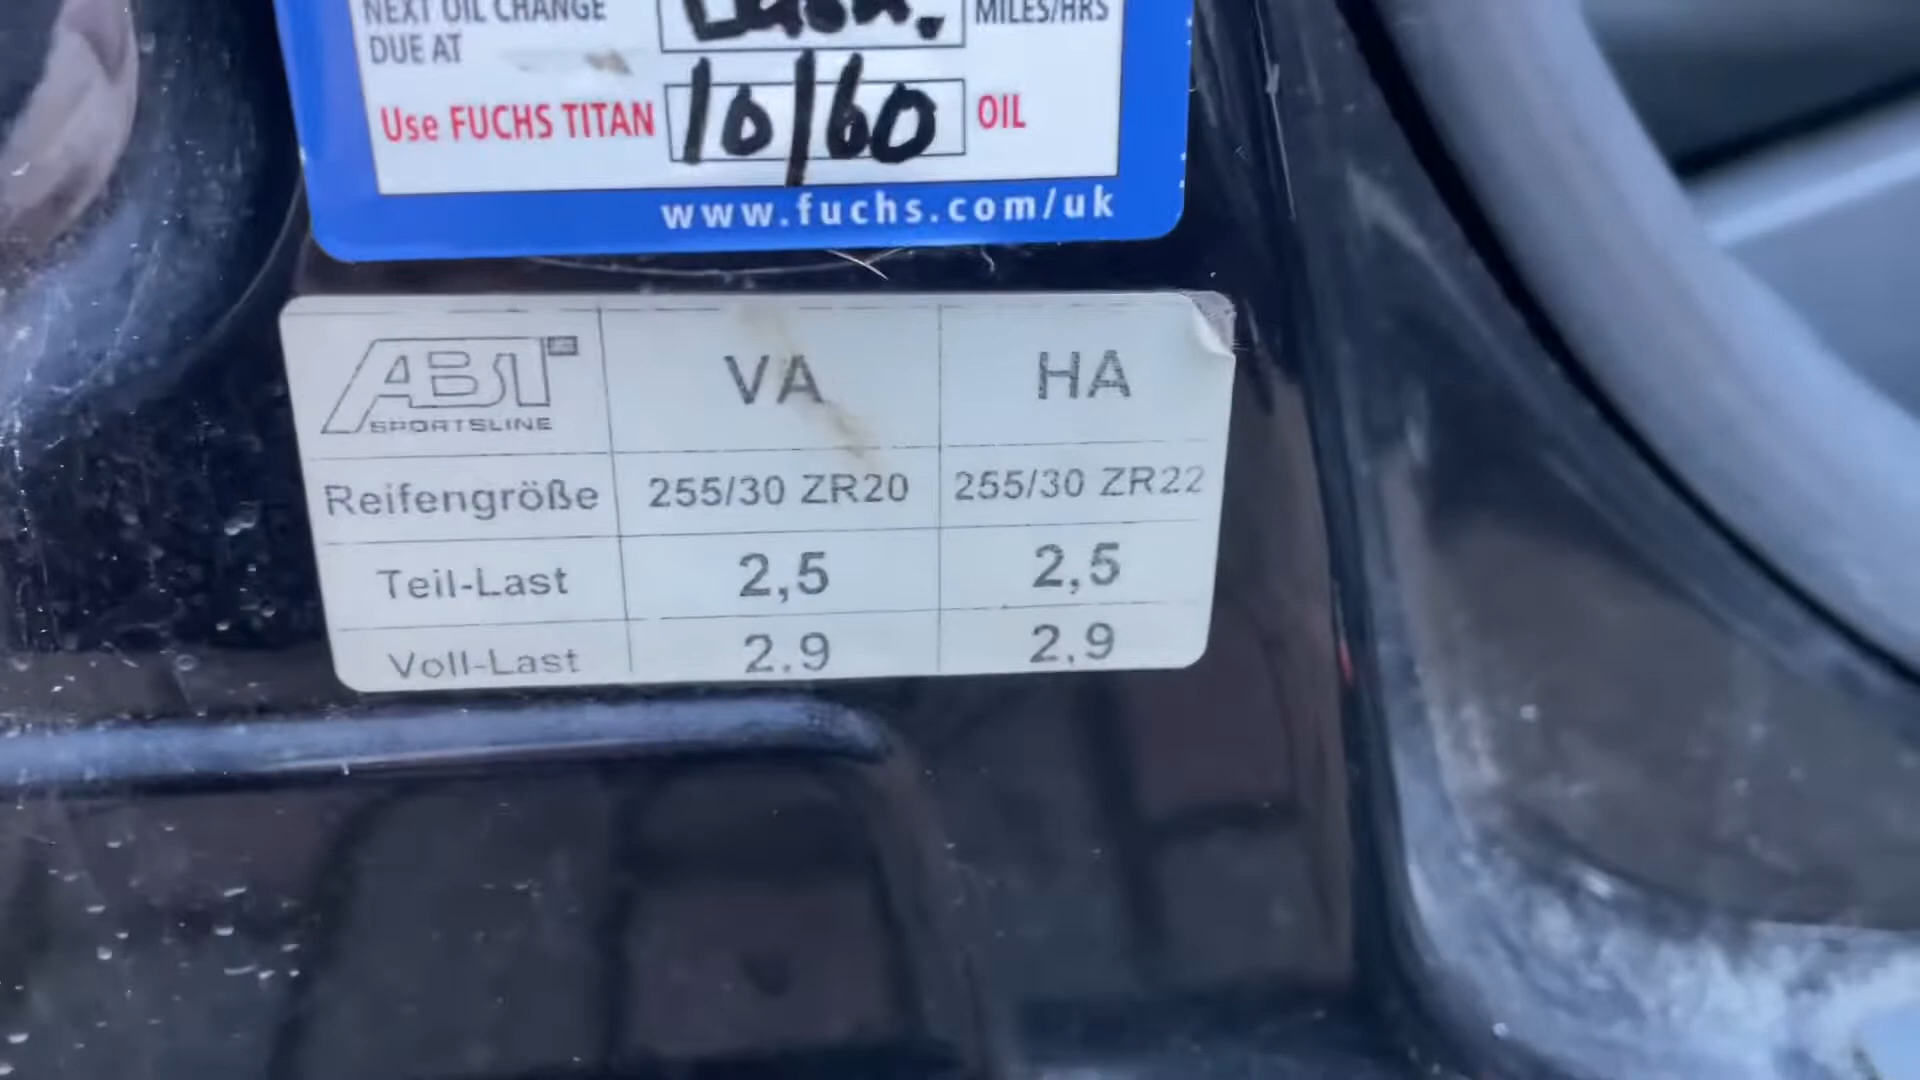 NEXT OIL CHANGE
DUE AT
MILES/HRS
Use FUCHS TITAN 10/60 OIL
www.fuchs.com/uk
ABT SPORTSLINE VA HA
Reifengröße 255/30 ZR20 255/30 ZR22
Teil-Last 2,5 2,5
Voll-Last 2.9 2.9